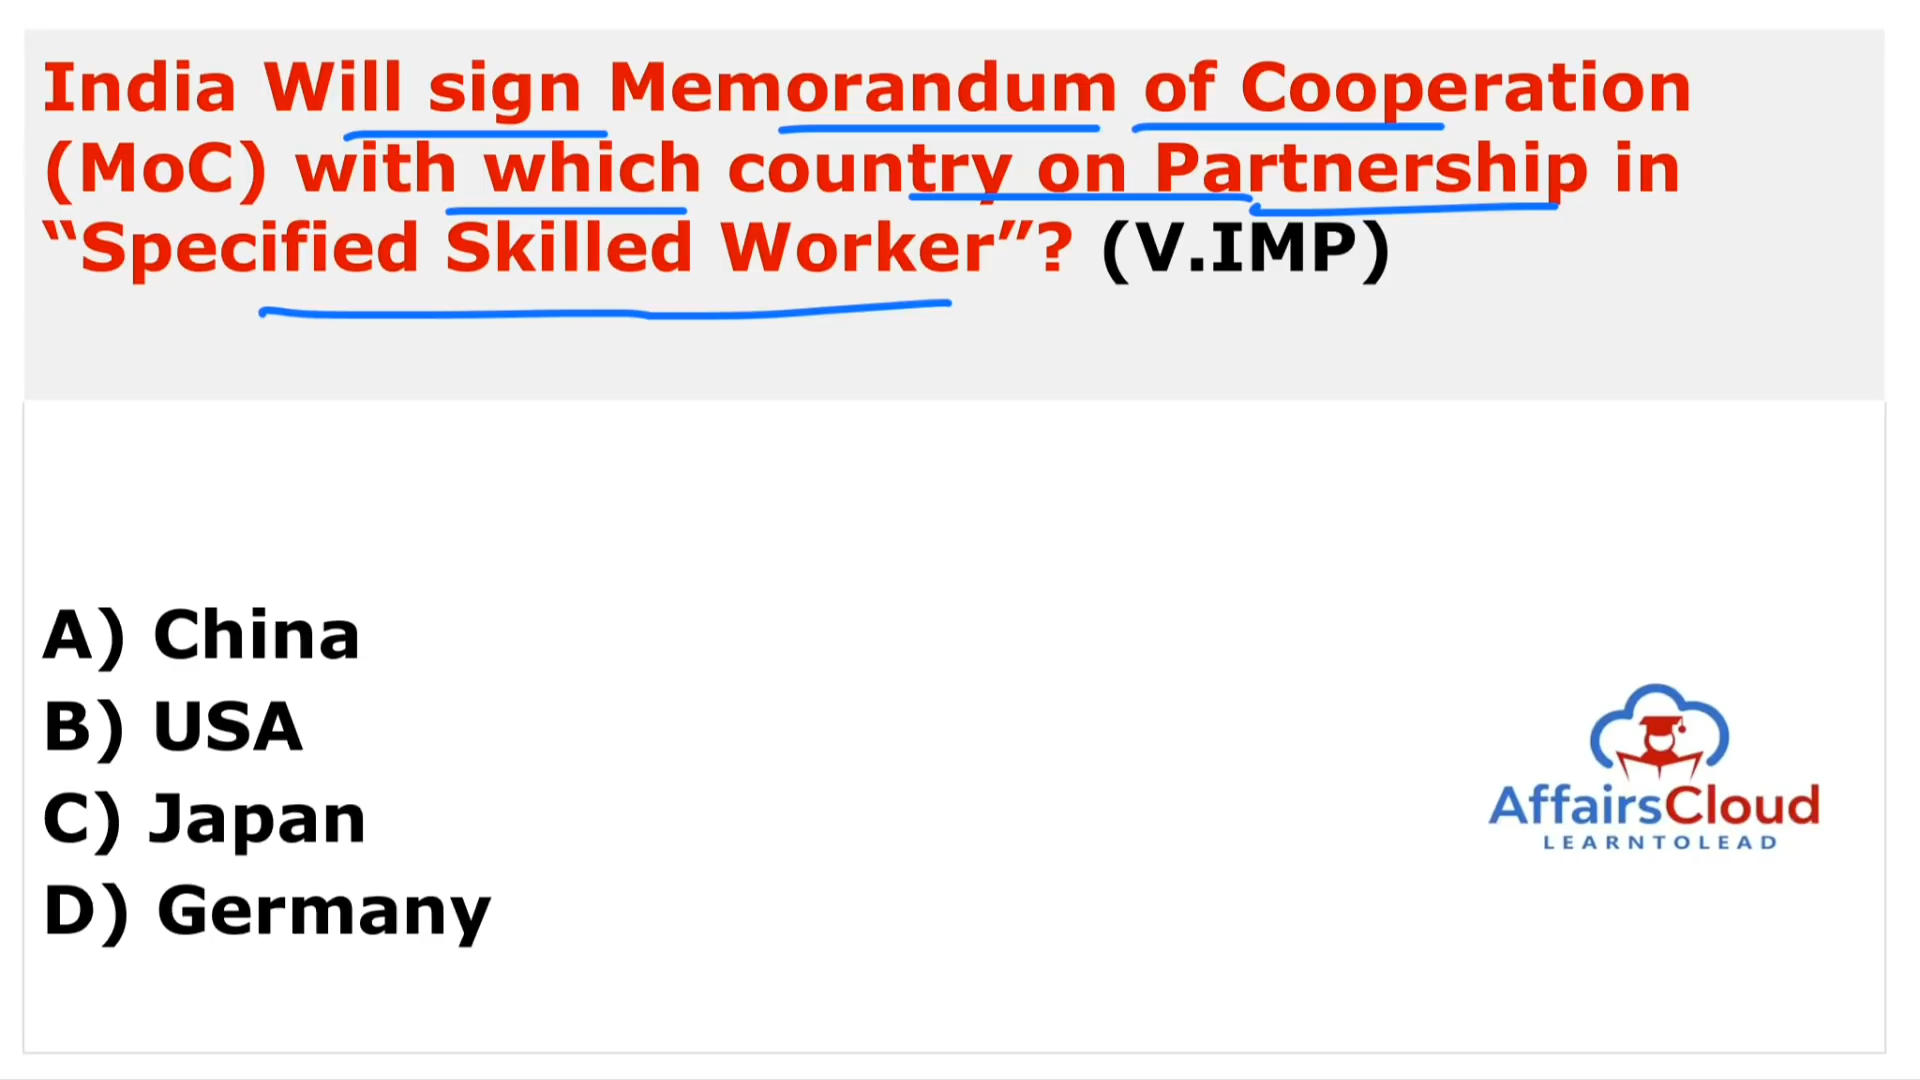 India Will sign Memorandum of Cooperation
(MoC) with which country on Partnership in
“Specified Skilled Worker”? (V.IMP)
A) China
B) USA
C) Japan
D) Germany
AffairsCloud
LEARNTOLEAD